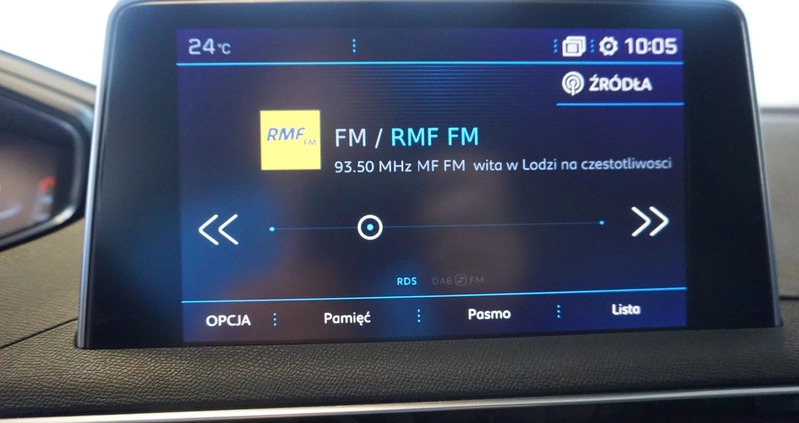 24°C 10:05
ŹRÓDŁA
RMF FM
FM / RMF FM
93.50 MHz MF FM wita w Lodzi na czestotliwosci
RDS DAB FM
OPCJA Pamięć Pasmo Lista